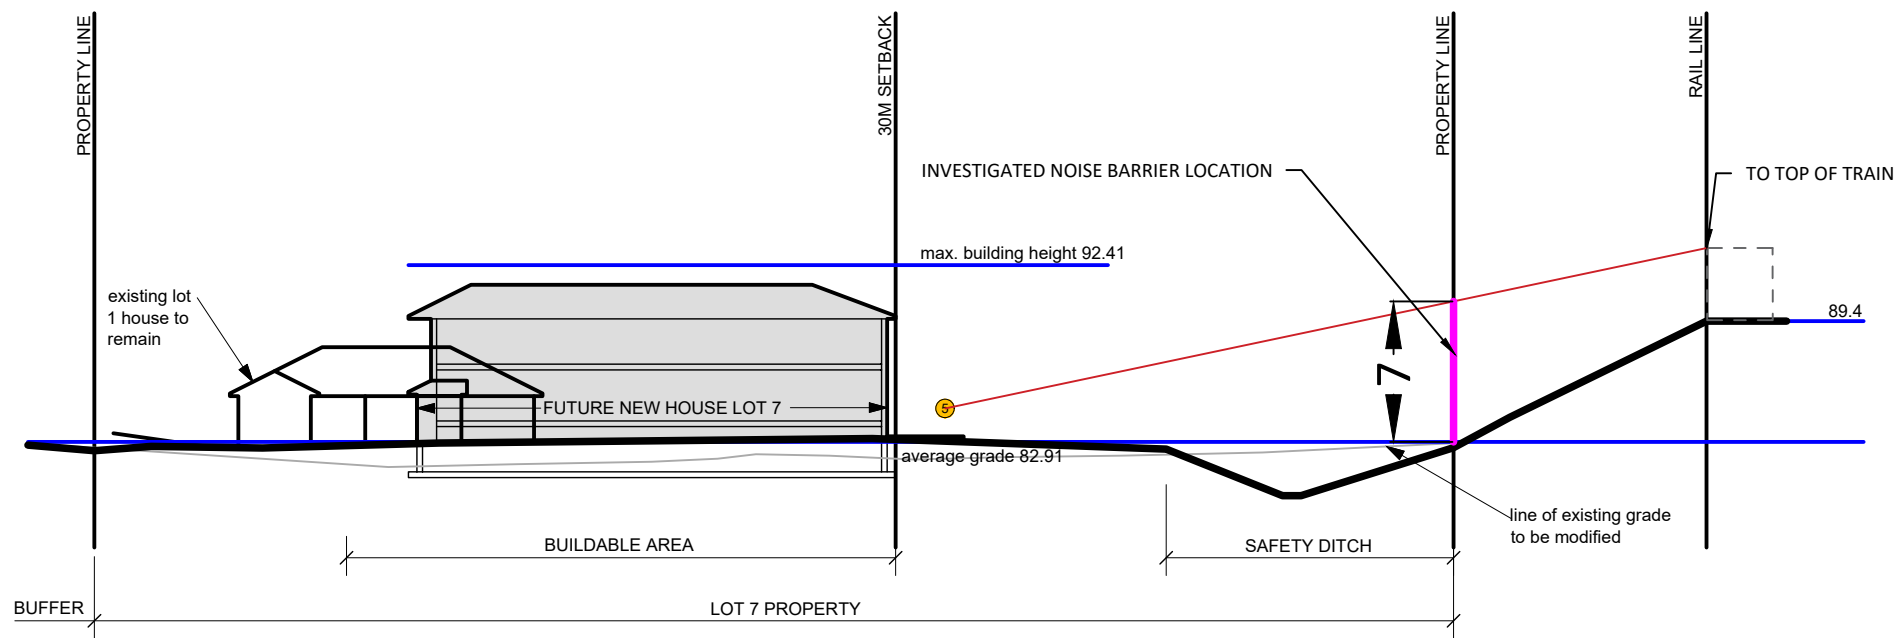 PROPERTY LINE
30M SETBACK
PROPERTY LINE
RAIL LINE
INVESTIGATED NOISE BARRIER LOCATION
TO TOP OF TRAIN
max. building height 92.41
existing lot
1 house to
remain
89.4
7
FUTURE NEW HOUSE LOT 7
5
average grade 82.91
line of existing grade
to be modified
BUILDABLE AREA
SAFETY DITCH
BUFFER
LOT 7 PROPERTY